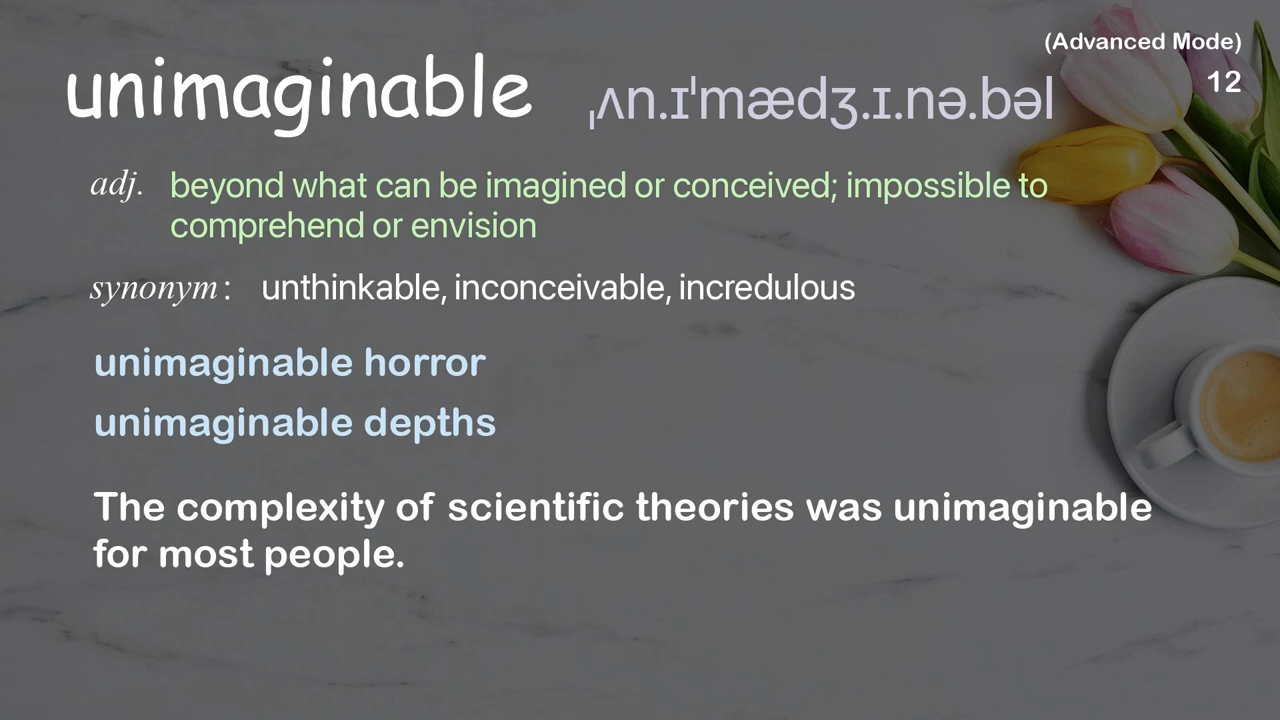 (Advanced Mode)
12
unimaginable ˌʌn.ɪˈmædʒ.ɪ.nə.bəl
adj. beyond what can be imagined or conceived; impossible to
comprehend or envision
synonym: unthinkable, inconceivable, incredulous
unimaginable horror
unimaginable depths
The complexity of scientific theories was unimaginable
for most people.